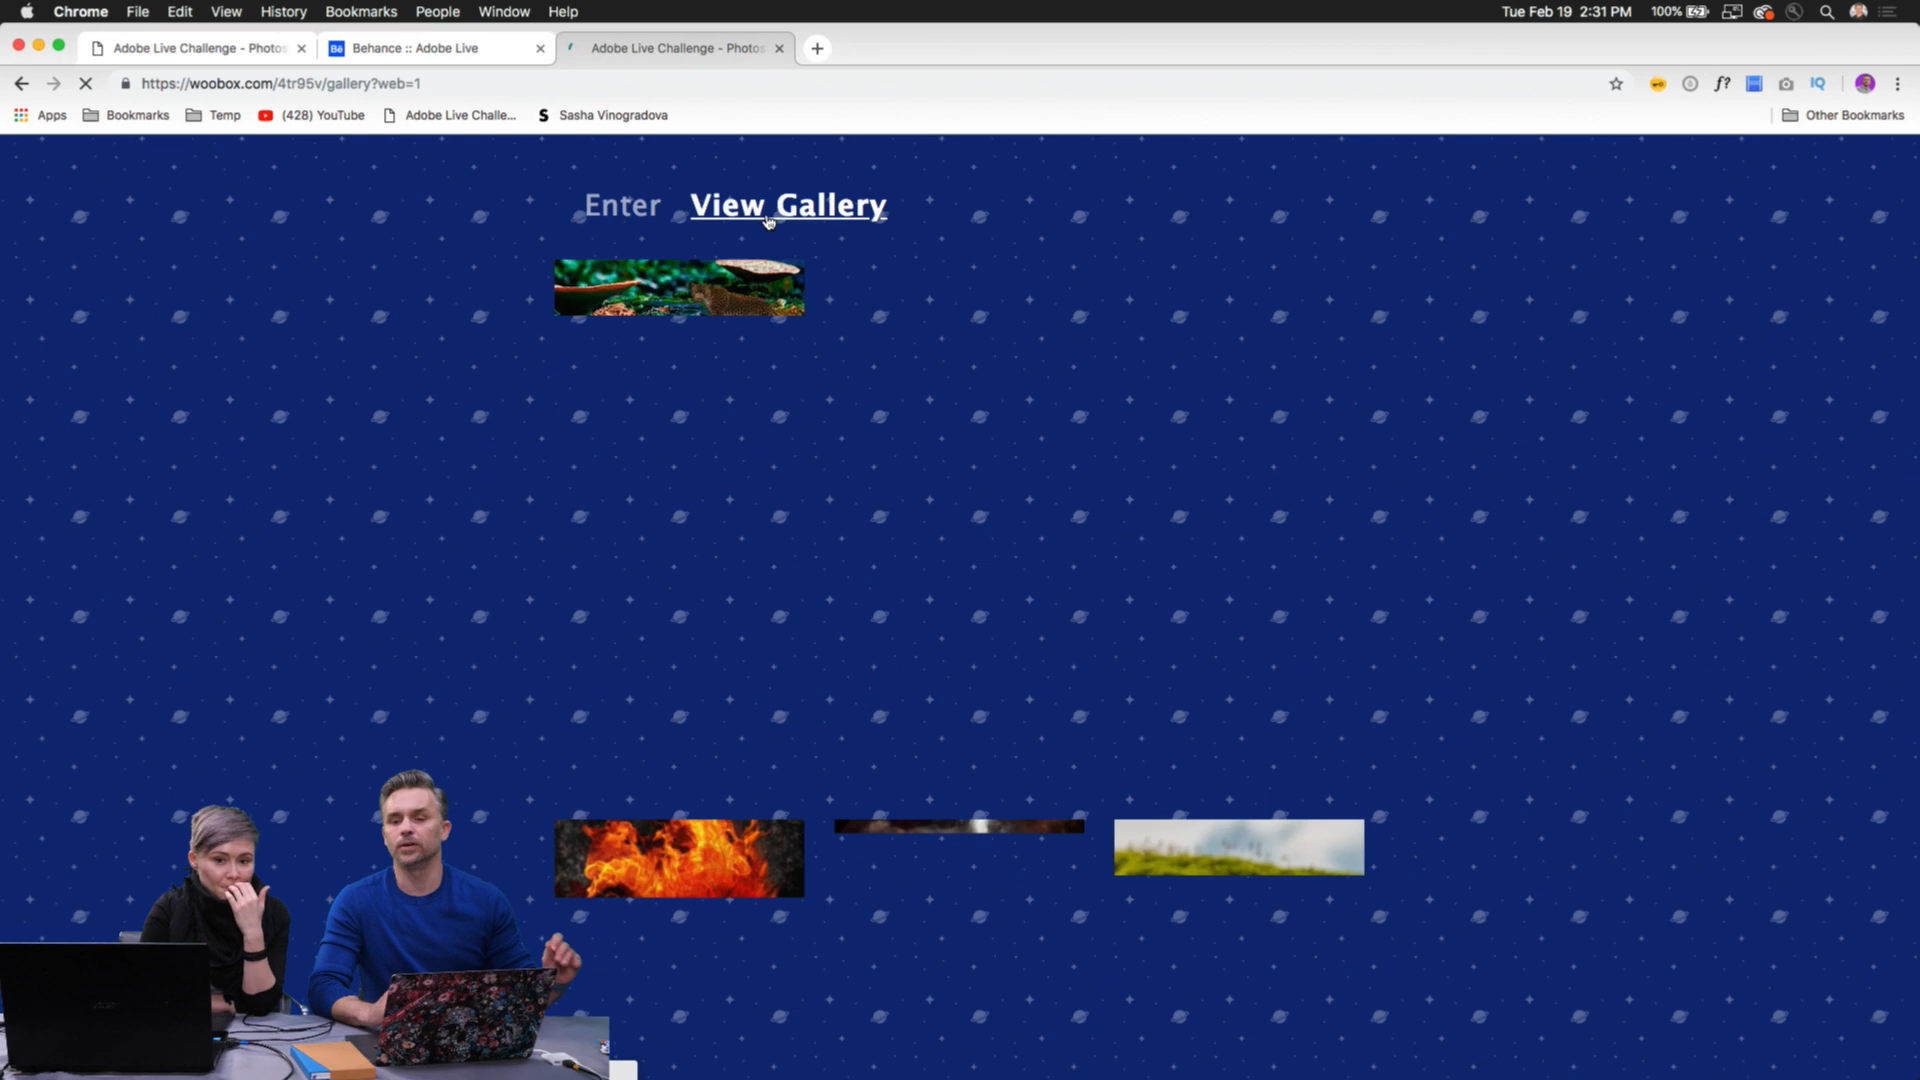 Chrome File Edit View History Bookmarks People Window Help Tue Feb 19 2:31 PM 100%
Adobe Live Challenge - Photos Behance :: Adobe Live Adobe Live Challenge - Photos
https://woobox.com/4tr95v/gallery?web=1 f? IQ
Apps Bookmarks Temp (428) YouTube Adobe Live Challe... S Sasha Vinogradova Other Bookmarks
Enter View Gallery